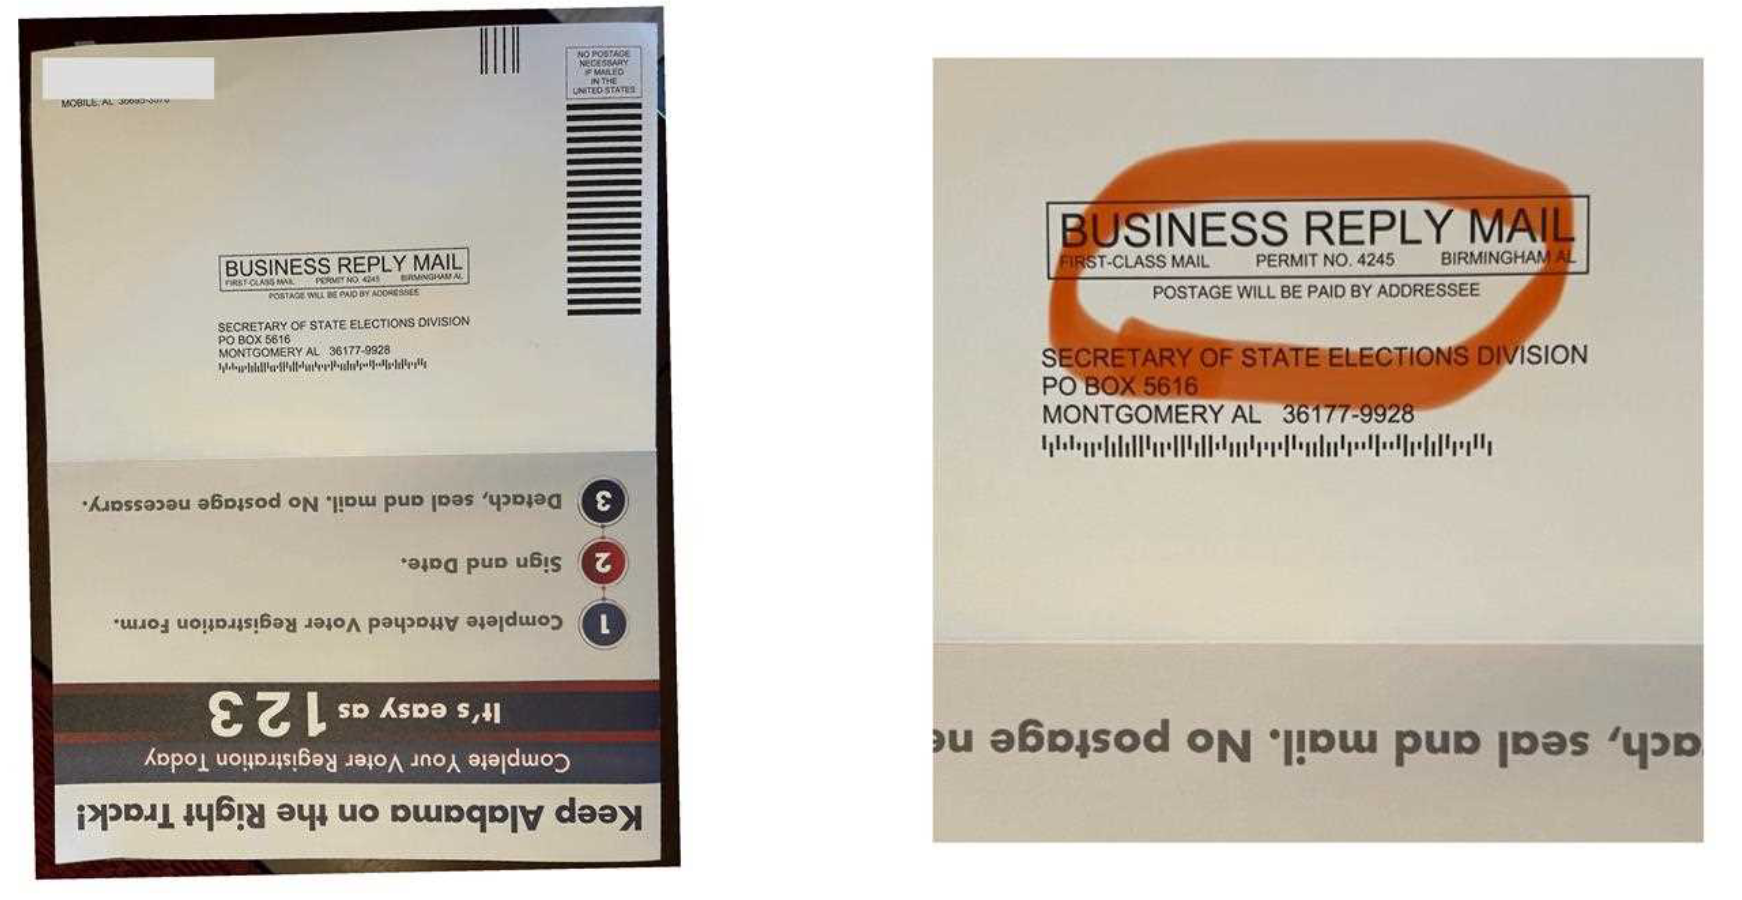 MOBILE, AL
NO POSTAGE
NECESSARY
IF MAILED
IN THE
UNITED STATES
BUSINESS REPLY MAIL
FIRST-CLASS MAIL PERMIT NO. 4245 BIRMINGHAM AL
POSTAGE WILL BE PAID BY ADDRESSEE
SECRETARY OF STATE ELECTIONS DIVISION
PO BOX 5616
MONTGOMERY AL 36177-9928
Keep Alabama on the Right Track!
Complete Your Voter Registration Today
It's easy as 1 2 3
1 Complete Attached Voter Registration Form.
2 Sign and Date.
3 Detach, seal and mail. No postage necessary.
BUSINESS REPLY MAIL
FIRST-CLASS MAIL PERMIT NO. 4245 BIRMINGHAM AL
POSTAGE WILL BE PAID BY ADDRESSEE
SECRETARY OF STATE ELECTIONS DIVISION
PO BOX 5616
MONTGOMERY AL 36177-9928
ach, seal and mail. No postage ne